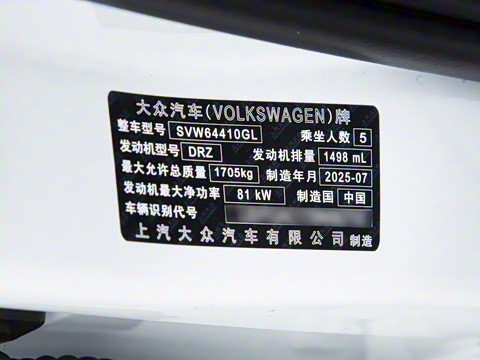 大众汽车(VOLKSWAGEN)牌
整车型号 SVW64410GL 乘坐人数 5
发动机型号 DRZ 发动机排量 1498 mL
最大允许总质量 1705kg 制造年月 2025-07
发动机最大净功率 81 kW 制造国 中国
车辆识别代号
上汽大众汽车有限公司 制造